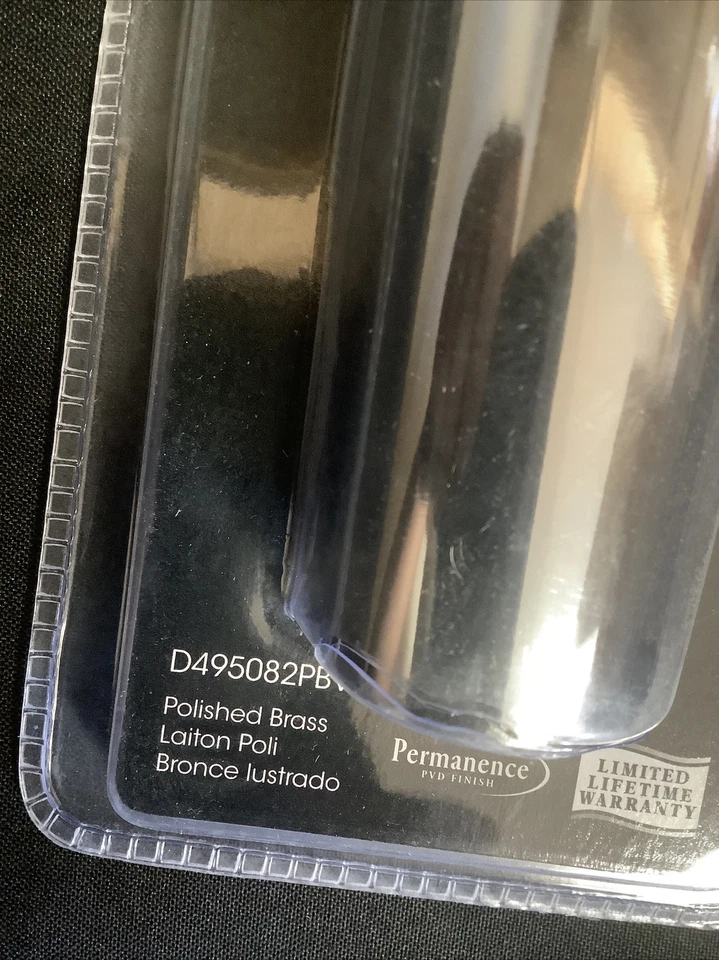 D495082PBV
Polished Brass
Laiton Poli
Bronce lustrado
Permanence
PVD FINISH
LIMITED
LIFETIME
WARRANTY